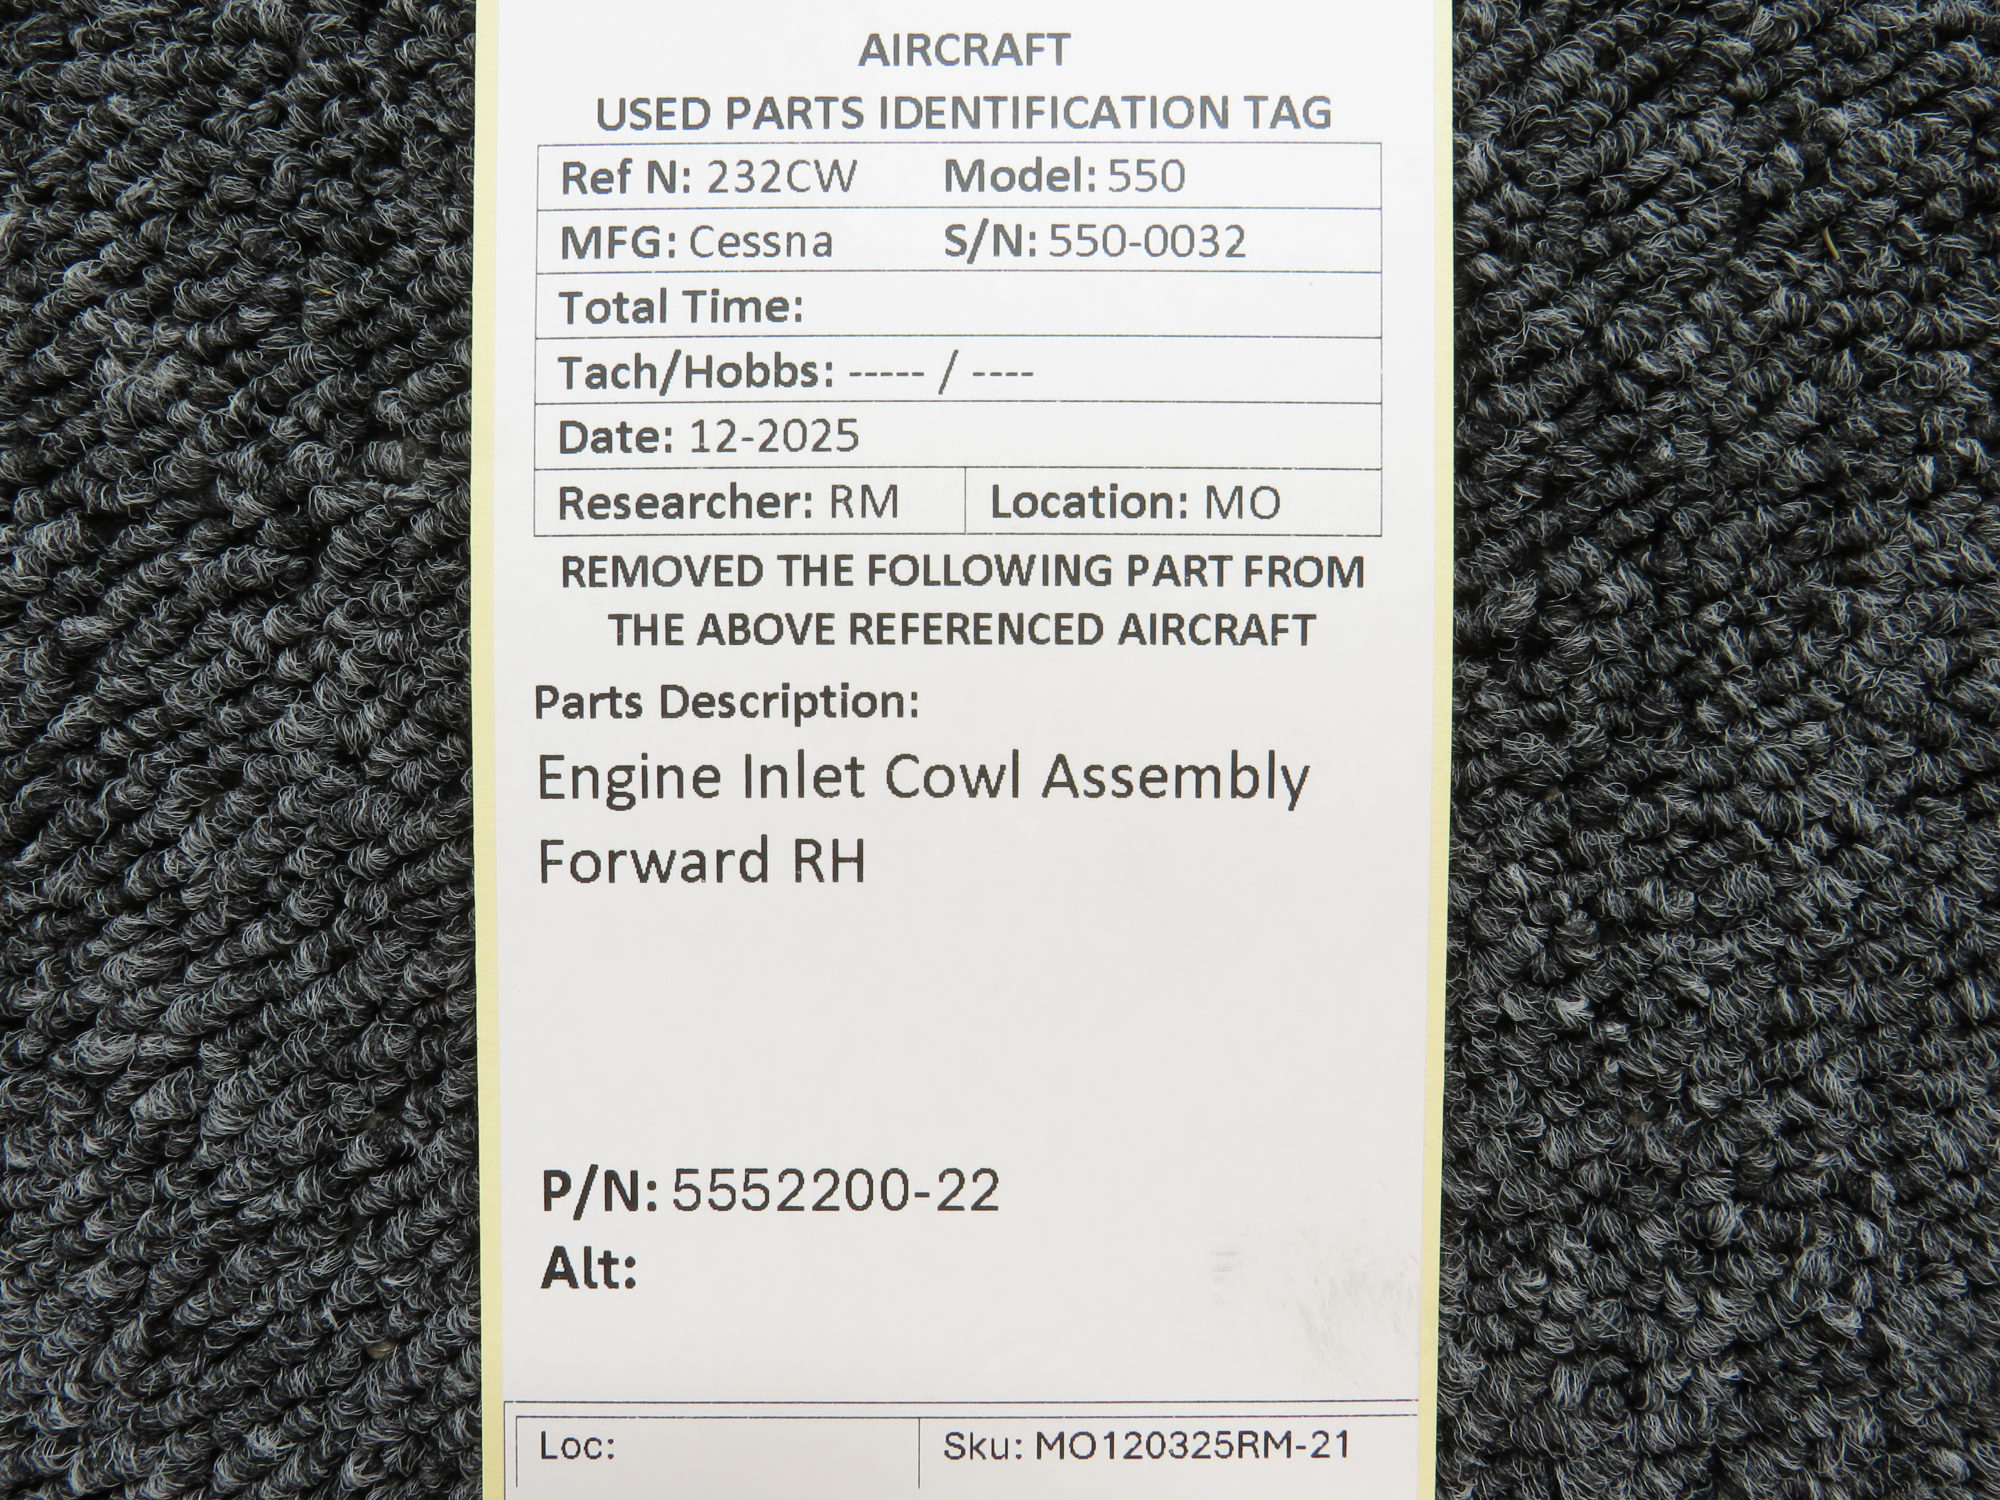 AIRCRAFT
USED PARTS IDENTIFICATION TAG
Ref N: 232CW Model: 550
MFG: Cessna S/N: 550-0032
Total Time:
Tach/Hobbs: ----- / ----
Date: 12-2025
Researcher: RM Location: MO
REMOVED THE FOLLOWING PART FROM
THE ABOVE REFERENCED AIRCRAFT
Parts Description:
Engine Inlet Cowl Assembly
Forward RH
P/N: 5552200-22
Alt:
Loc: Sku: MO120325RM-21